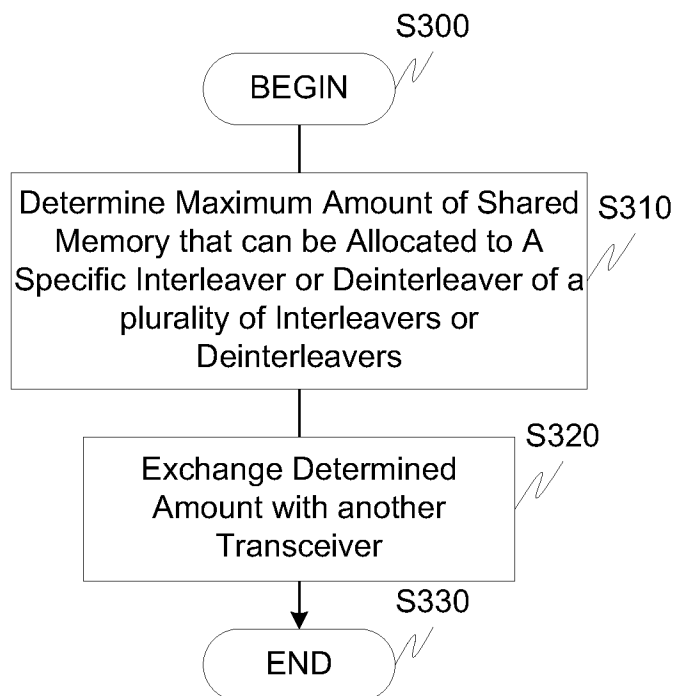 S300
BEGIN
Determine Maximum Amount of Shared
Memory that can be Allocated to A
Specific Interleaver or Deinterleaver of a
plurality of Interleavers or
Deinterleavers
S310
S320
Exchange Determined
Amount with another
Transceiver
S330
END